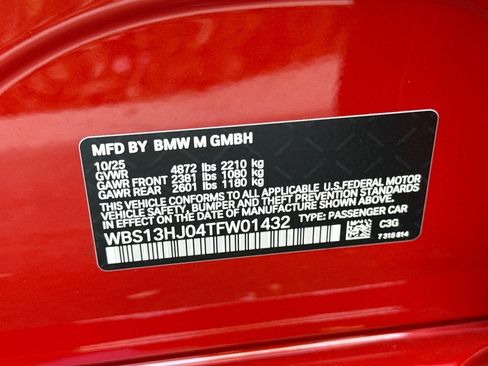 MFD BY BMW M GMBH
10/25
GVWR 4872 lbs 2210 kg
GAWR FRONT 2381 lbs 1080 kg
GAWR REAR 2601 lbs 1180 kg
THIS VEHICLE CONFORMS TO ALL APPLICABLE U.S. FEDERAL MOTOR
VEHICLE SAFETY, BUMPER AND THEFT PREVENTION STANDARDS
IN EFFECT ON THE DATE OF MANUFACTURE SHOWN ABOVE.
WBS13HJ04TFW01432 TYPE: PASSENGER CAR
C3G
7 315 614